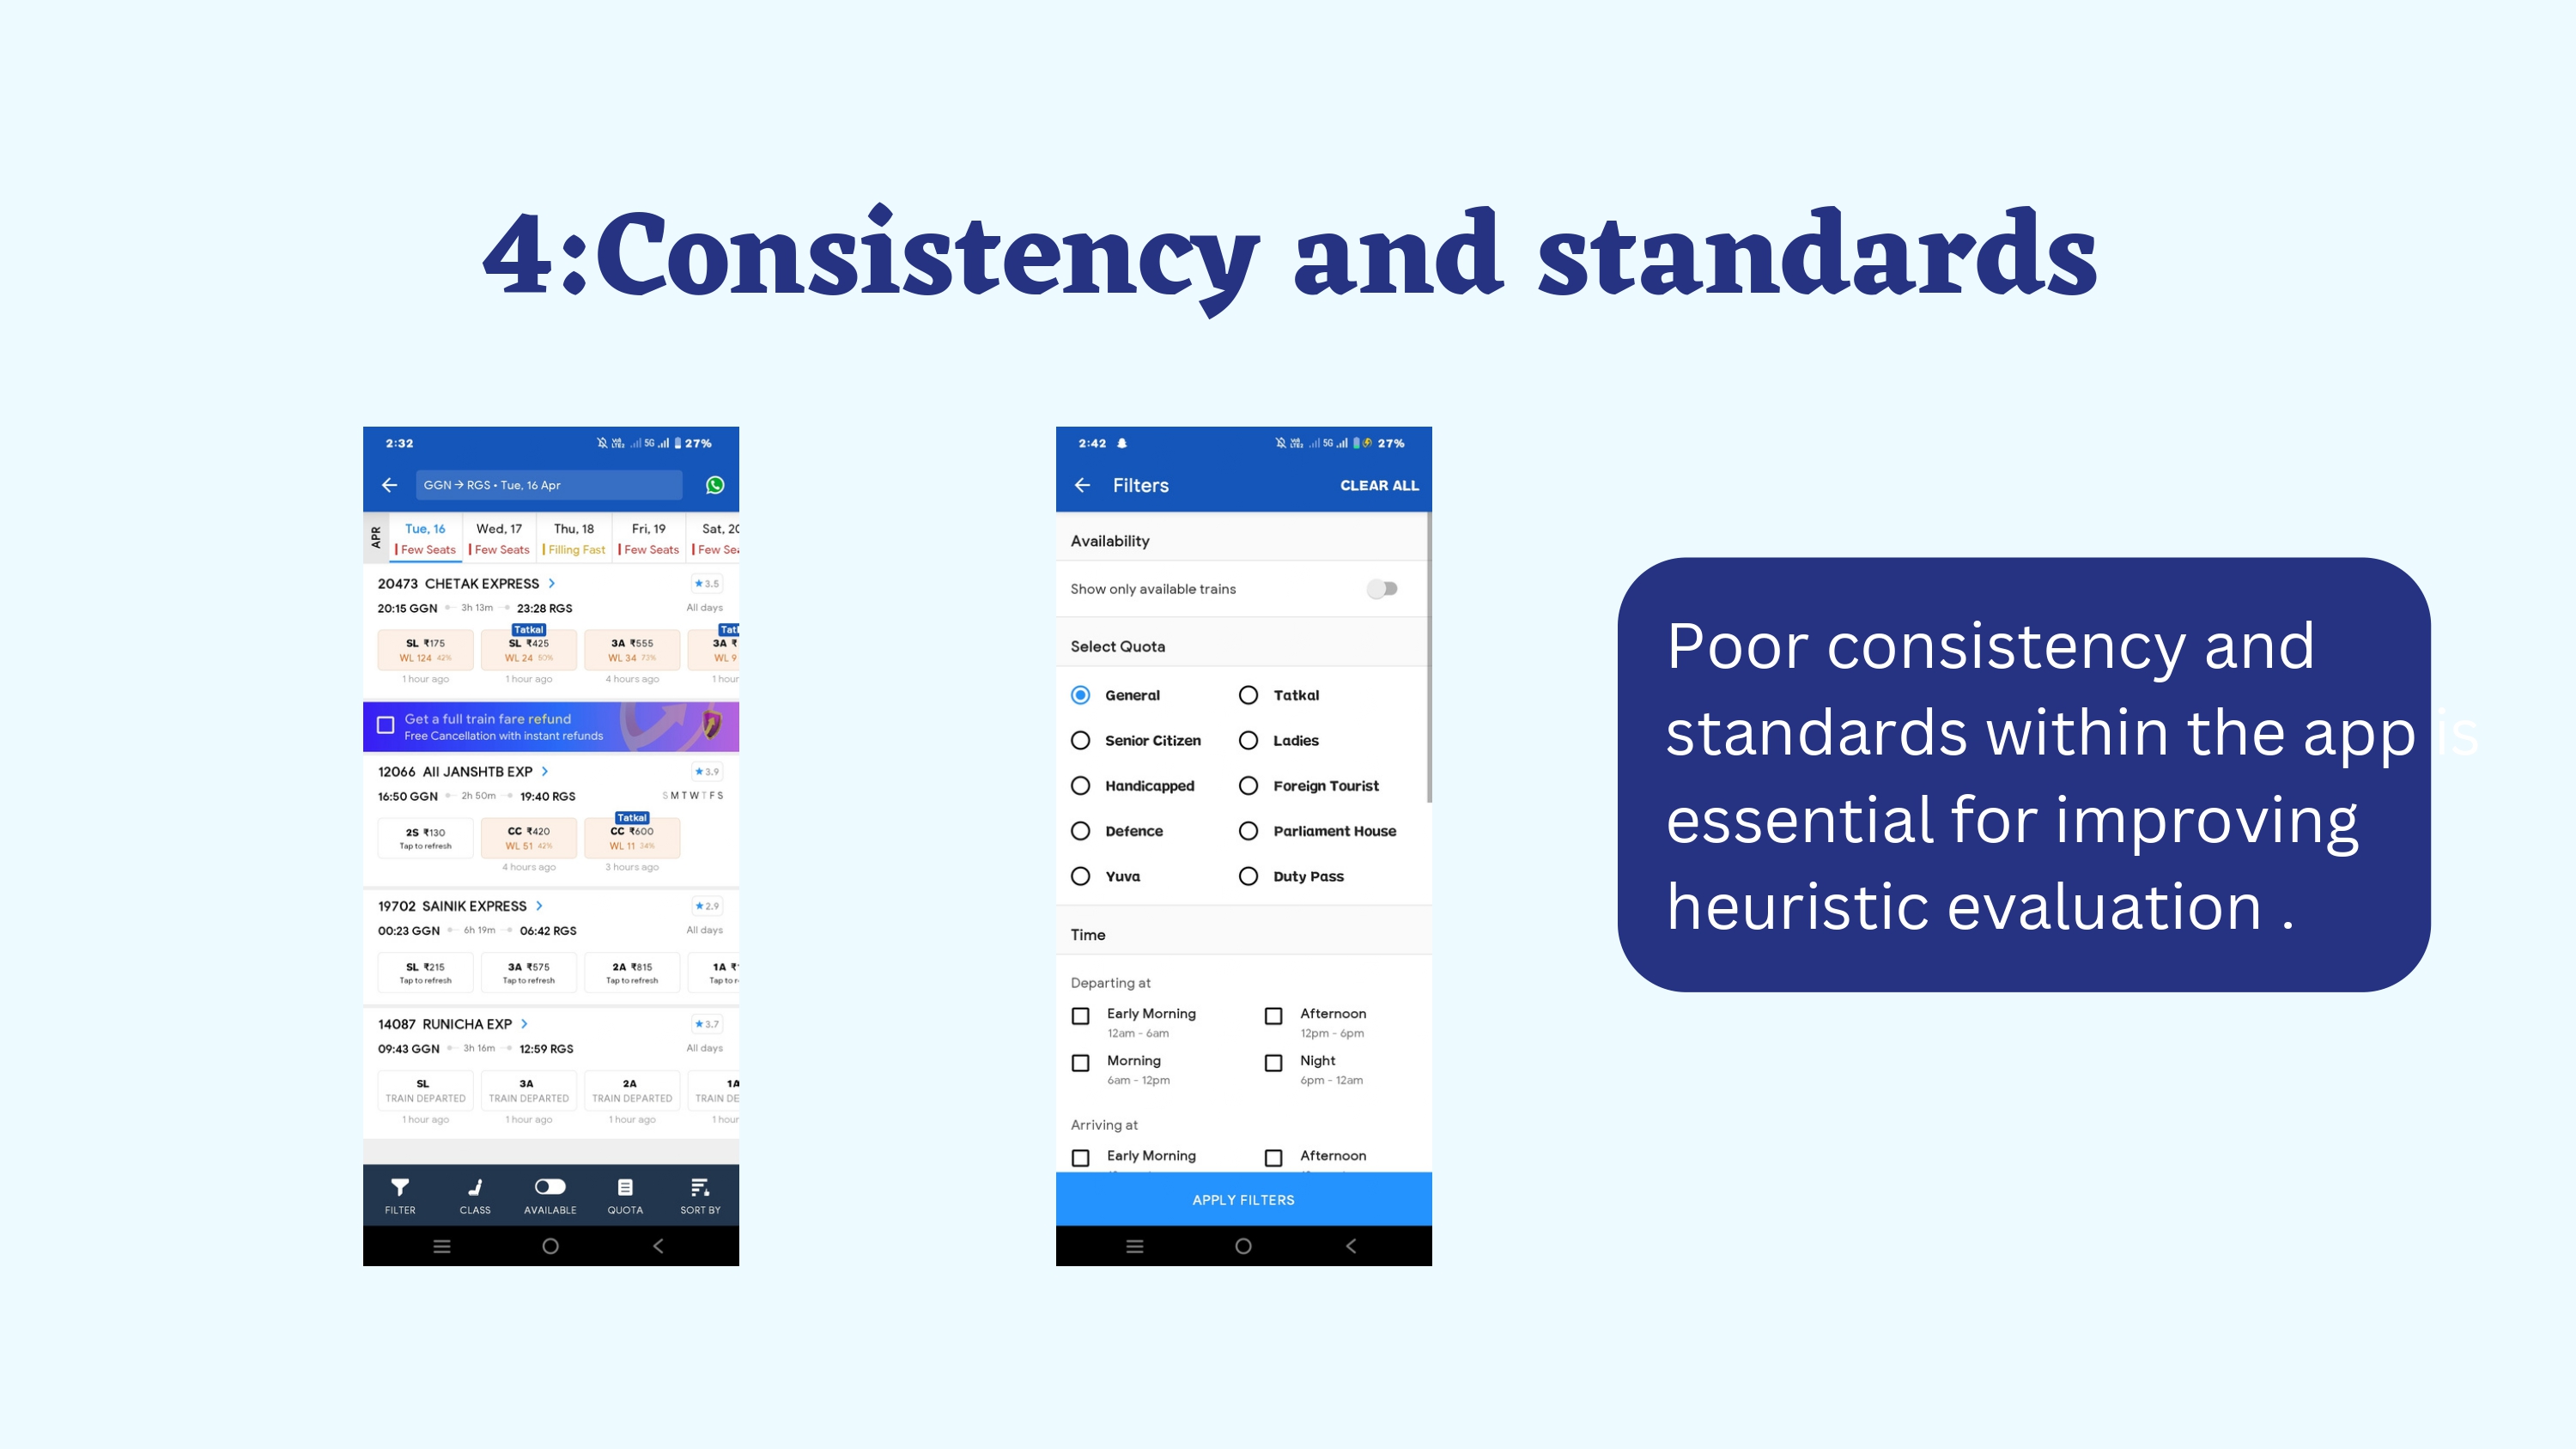 4:Consistency and standards
2:32
5G
27%
GGN → RGS • Tue, 16 Apr
APR
Tue, 16
Wed, 17
Thu, 18
Fri, 19
Sat, 20
Few Seats
Few Seats
Filling Fast
Few Seats
Few Sea
20473 CHETAK EXPRESS
★3.5
20:15 GGN 3h 13m 23:28 RGS
All days
Tatkal
SL ₹175
SL ₹425
3A ₹555
3A ₹
WL 124 42%
WL 24 50%
WL 34 73%
WL 9
1 hour ago
1 hour ago
4 hours ago
1 hour
Get a full train fare refund
Free Cancellation with instant refunds
12066 AII JANSHTB EXP
★3.9
16:50 GGN 2h 50m 19:40 RGS
S M T W T F S
Tatkal
2S ₹130
CC ₹420
CC ₹600
Tap to refresh
WL 51 42%
WL 11 34%
4 hours ago
3 hours ago
19702 SAINIK EXPRESS
★2.9
00:23 GGN 6h 19m 06:42 RGS
All days
SL ₹215
3A ₹575
2A ₹815
1A ₹
Tap to refresh
Tap to refresh
Tap to refresh
Tap to r
14087 RUNICHA EXP
★3.7
09:43 GGN 3h 16m 12:59 RGS
All days
SL
3A
2A
1A
TRAIN DEPARTED
TRAIN DEPARTED
TRAIN DEPARTED
TRAIN DE
1 hour ago
1 hour ago
1 hour ago
1 hour
FILTER
CLASS
AVAILABLE
QUOTA
SORT BY
2:42
5G
27%
Filters
CLEAR ALL
Availability
Show only available trains
Select Quota
General
Tatkal
Senior Citizen
Ladies
Handicapped
Foreign Tourist
Defence
Parliament House
Yuva
Duty Pass
Time
Departing at
Early Morning
Afternoon
12am - 6am
12pm - 6pm
Morning
Night
6am - 12pm
6pm - 12am
Arriving at
Early Morning
Afternoon
APPLY FILTERS
Poor consistency and
standards within the app is
essential for improving
heuristic evaluation .